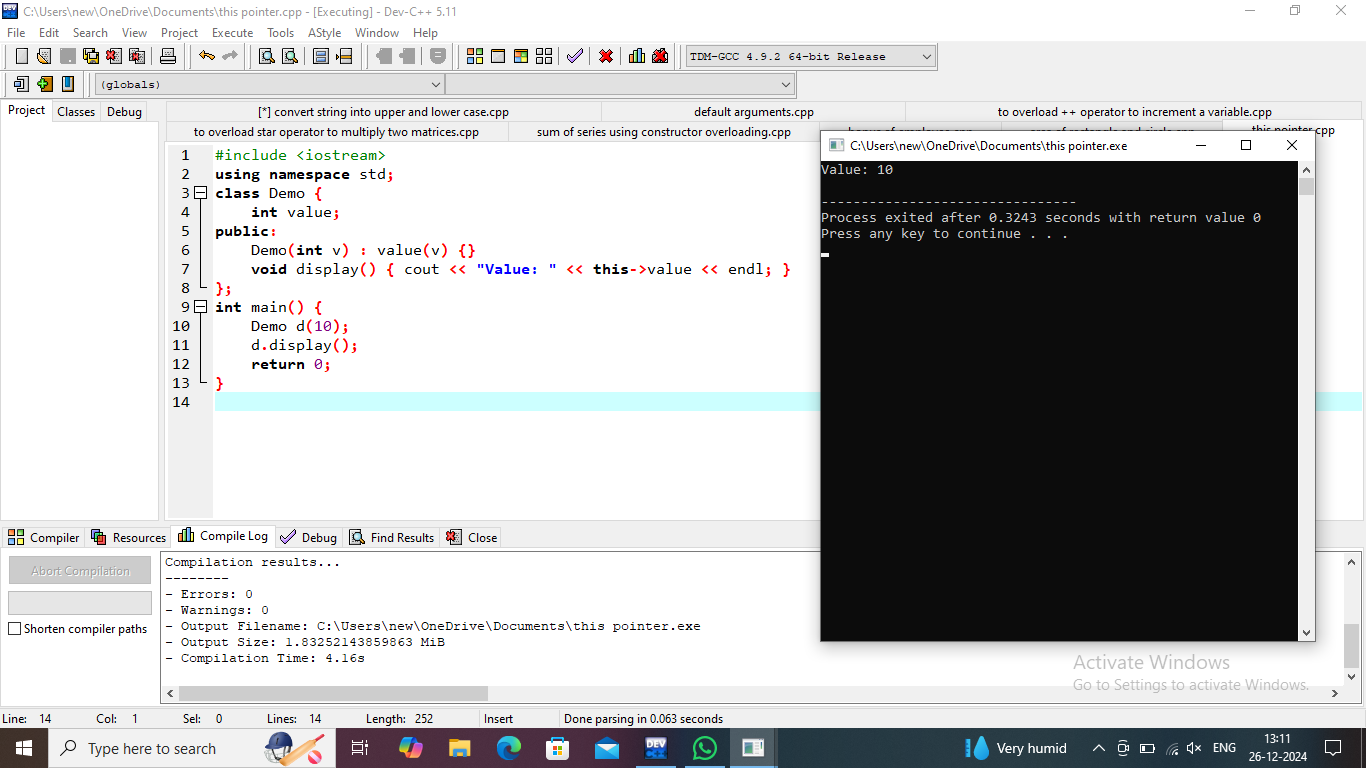 C:\Users\new\OneDrive\Documents\this pointer.cpp - [Executing] - Dev-C++ 5.11
File Edit Search View Project Execute Tools AStyle Window Help
TDM-GCC 4.9.2 64-bit Release
(globals)
Project Classes Debug
[*] convert string into upper and lower case.cpp default arguments.cpp to overload ++ operator to increment a variable.cpp
to overload star operator to multiply two matrices.cpp sum of series using constructor overloading.cpp this pointer.cpp
1 #include <iostream>
2 using namespace std;
3 class Demo {
4 int value;
5 public:
6 Demo(int v) : value(v) {}
7 void display() { cout << "Value: " << this->value << endl; }
8 };
9 int main() {
10 Demo d(10);
11 d.display();
12 return 0;
13 }
14
C:\Users\new\OneDrive\Documents\this pointer.exe
Value: 10
--------------------------------
Process exited after 0.3243 seconds with return value 0
Press any key to continue . . .
Compiler Resources Compile Log Debug Find Results Close
Abort Compilation
Shorten compiler paths
Compilation results...
--------
- Errors: 0
- Warnings: 0
- Output Filename: C:\Users\new\OneDrive\Documents\this pointer.exe
- Output Size: 1.83252143859863 MiB
- Compilation Time: 4.16s
Activate Windows
Go to Settings to activate Windows.
Line: 14 Col: 1 Sel: 0 Lines: 14 Length: 252 Insert Done parsing in 0.063 seconds
Type here to search
DEV
Very humid
ENG
13:11
26-12-2024